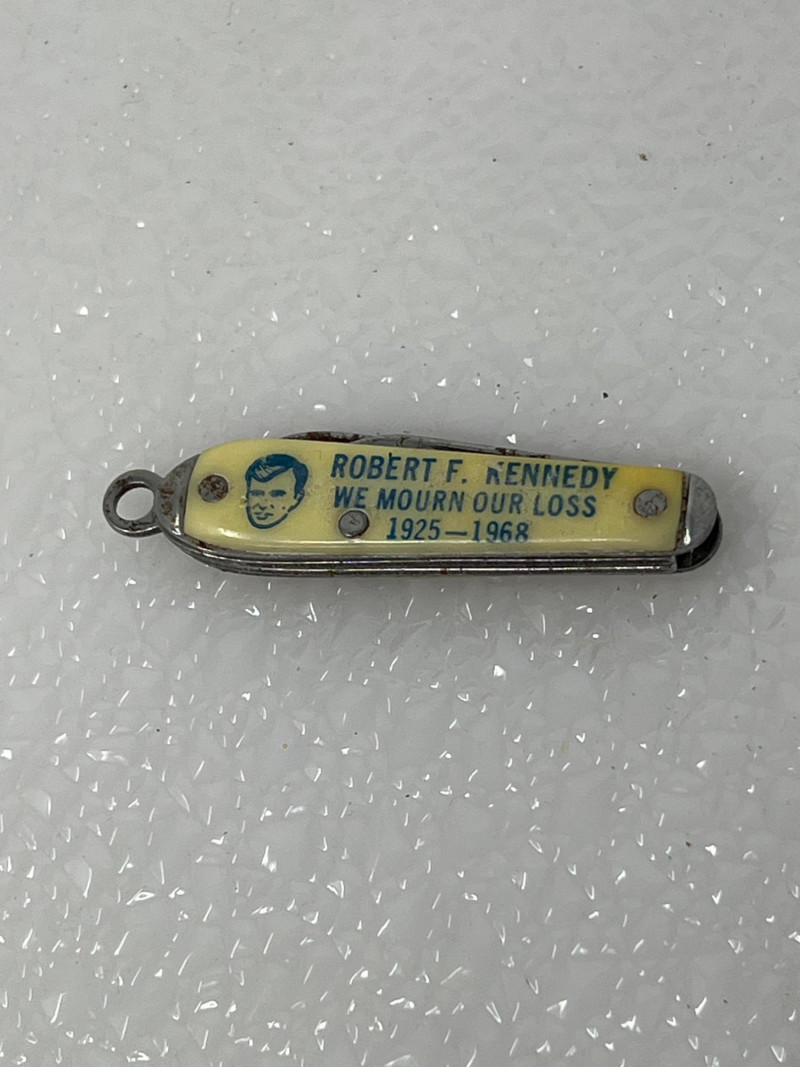 ROBERT F. KENNEDY
WE MOURN OUR LOSS
1925—1968